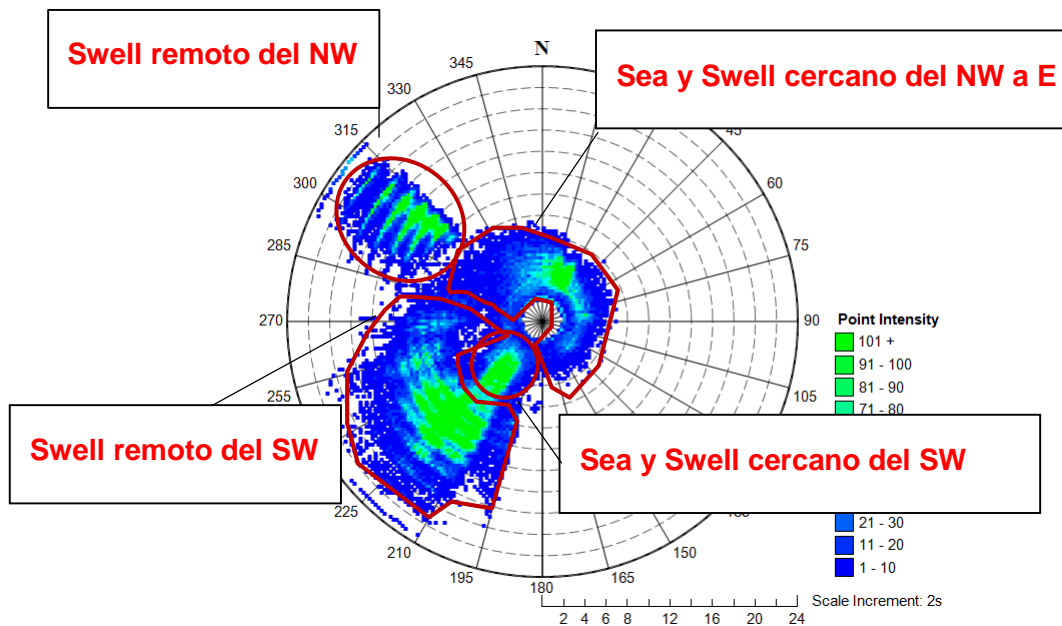 Swell remoto del NW
N
Sea y Swell cercano del NW a E
345
330
315
45
300
60
285
75
270
90
Point Intensity
101 +
91 - 100
81 - 90
71 - 80
255
105
Swell remoto del SW
Sea y Swell cercano del SW
225
21 - 30
11 - 20
1 - 10
210
150
195
165
180
Scale Increment: 2s
2 4 6 8 12 16 20 24